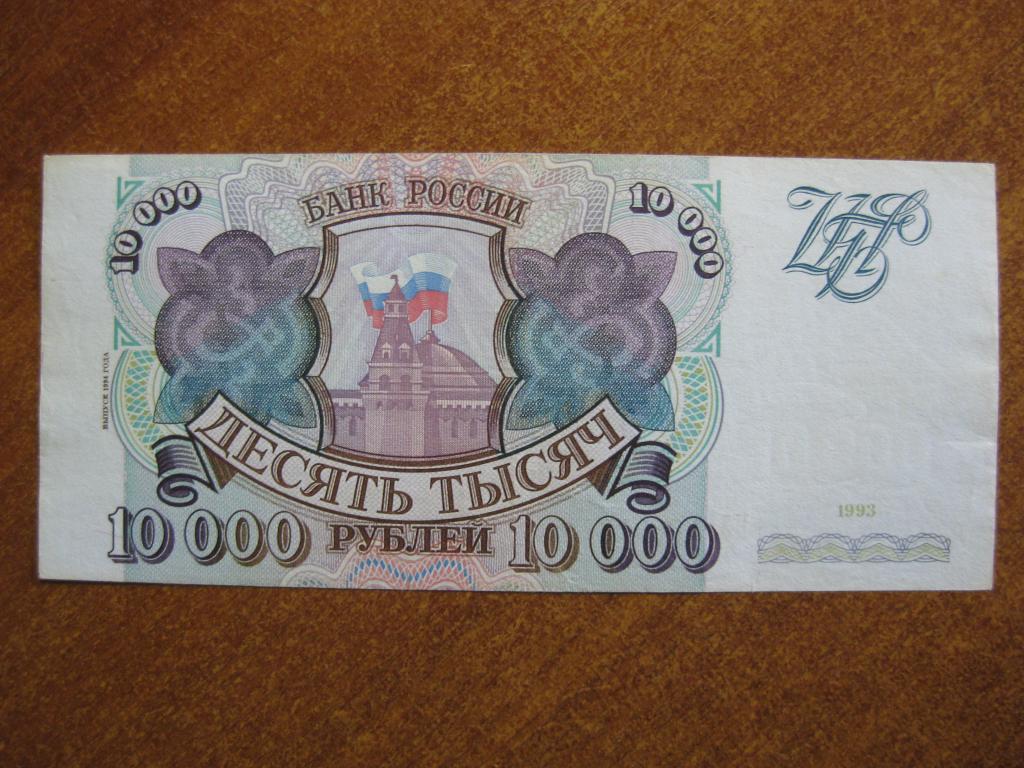 10 000
БАНК РОССИИ
10 000
ВЫПУСК 1994 ГОДА
ДЕСЯТЬ ТЫСЯЧ
10 000 РУБЛЕЙ 10 000
1993